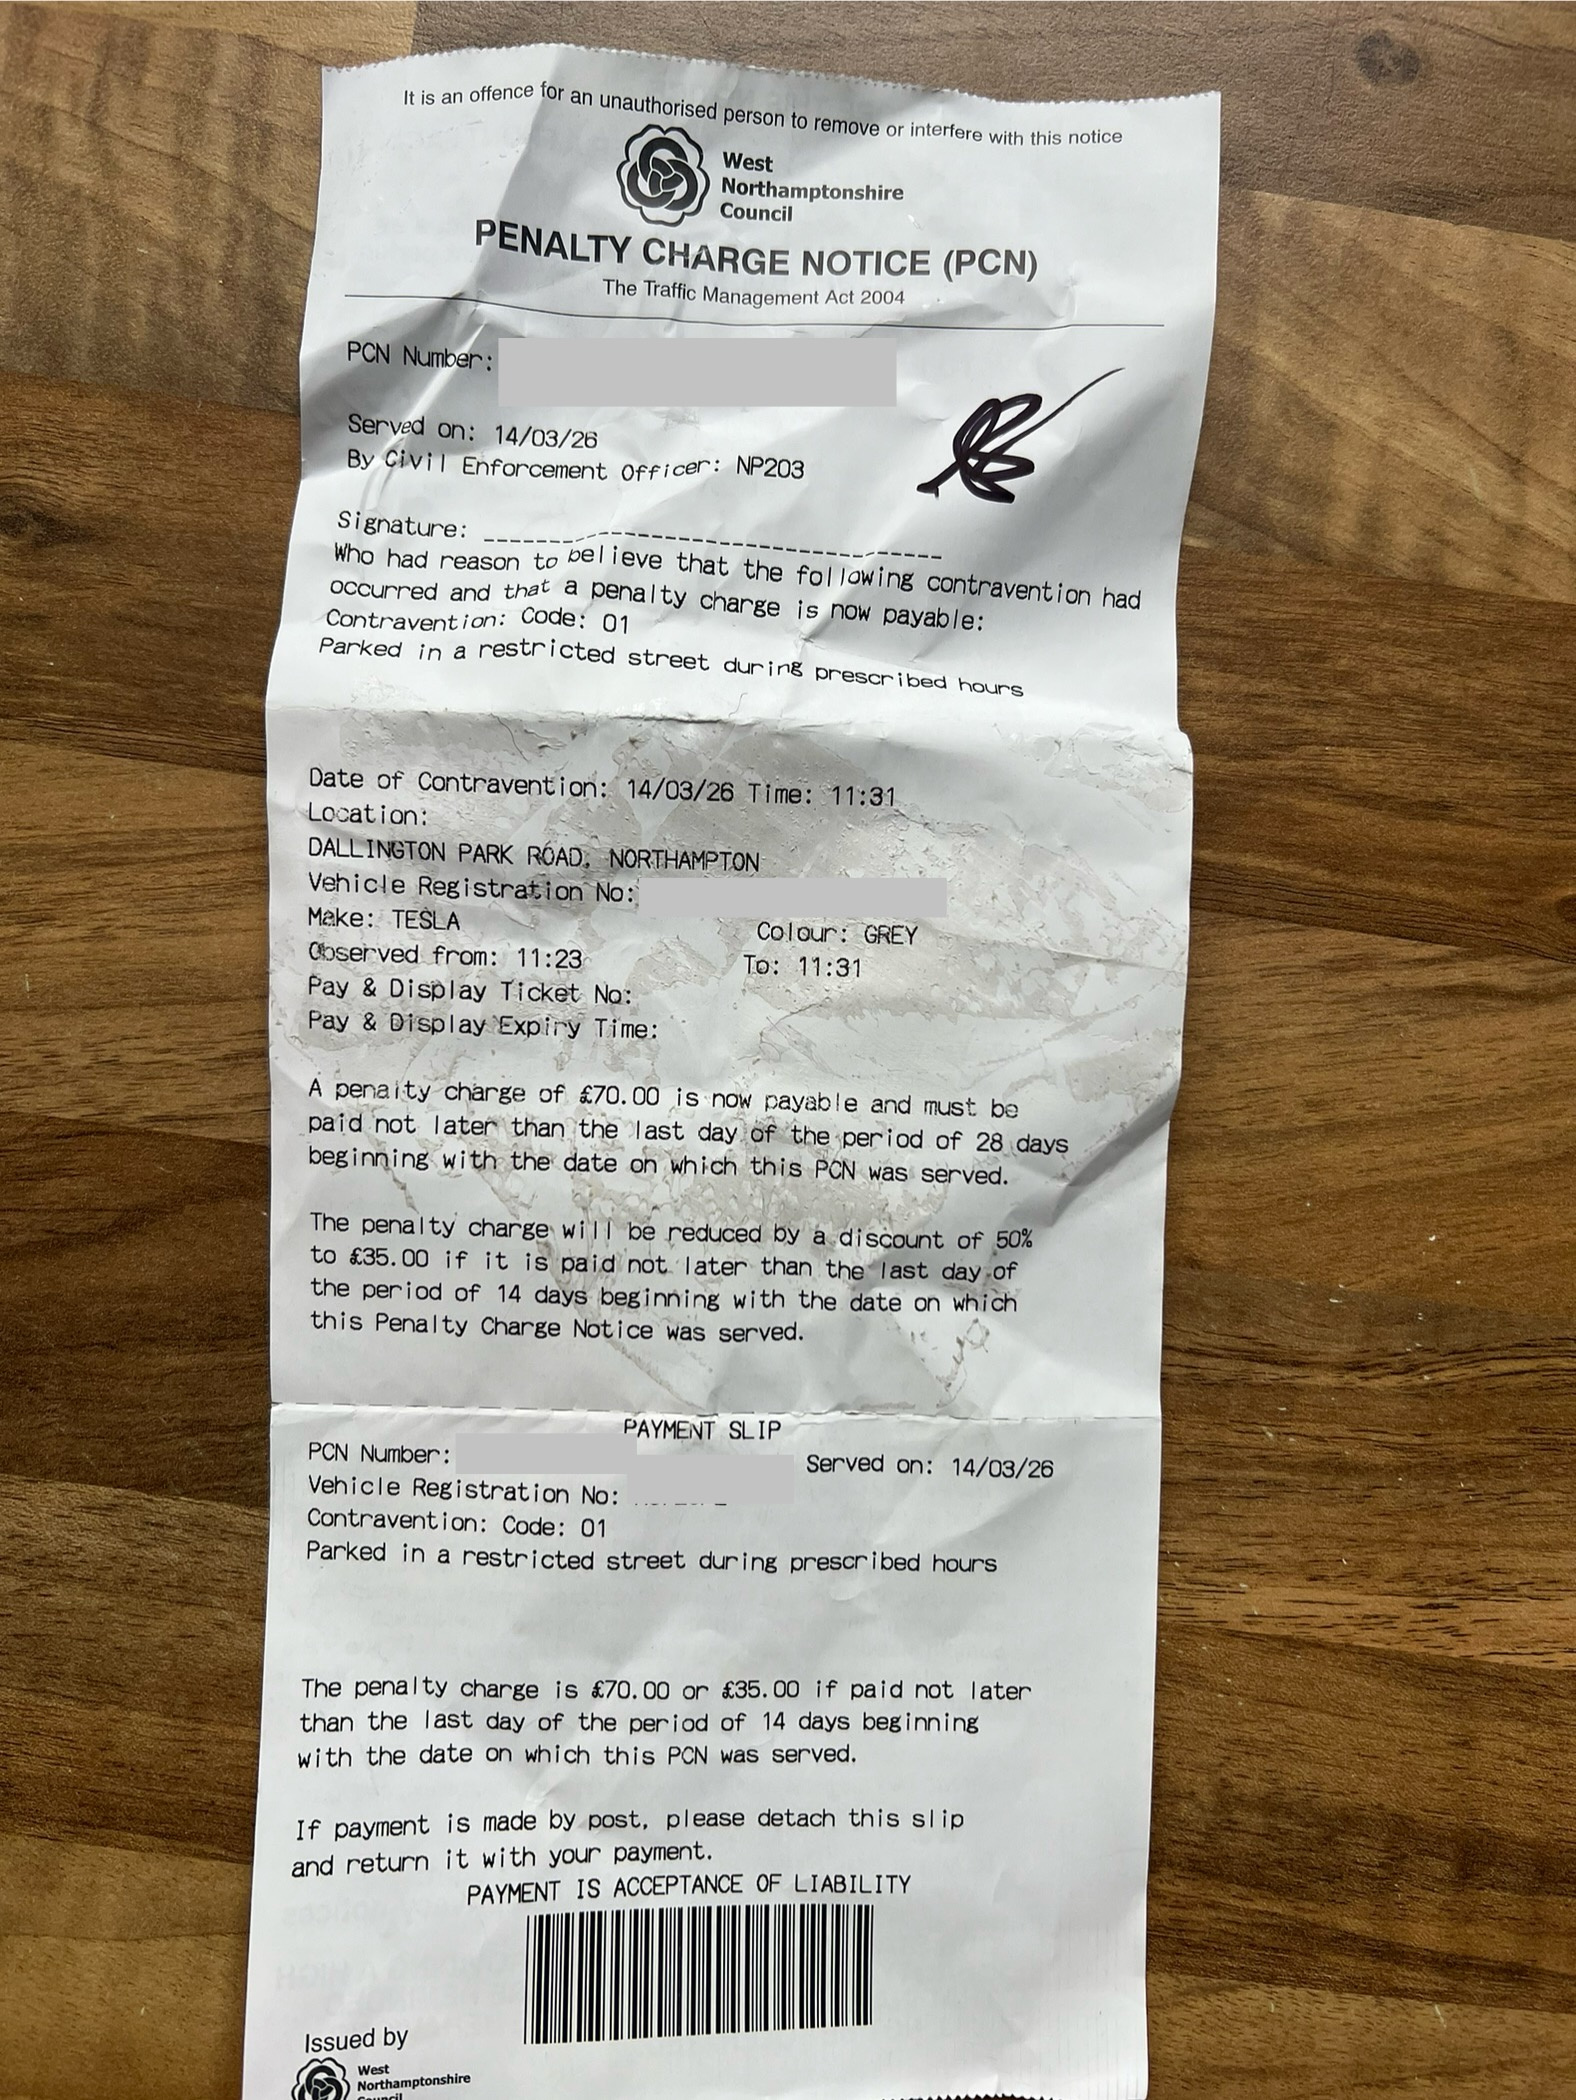 It is an offence for an unauthorised person to remove or interfere with this notice
West
Northamptonshire
Council
PENALTY CHARGE NOTICE (PCN)
The Traffic Management Act 2004
PCN Number:
Served on: 14/03/26
By Civil Enforcement Officer: NP203
Signature:
Who had reason to believe that the following contravention had
occurred and that a penalty charge is now payable:
Contravention: Code: 01
Parked in a restricted street during prescribed hours
Date of Contravention: 14/03/26 Time: 11:31
Location:
DALLINGTON PARK ROAD, NORTHAMPTON
Vehicle Registration No:
Make: TESLA Colour: GREY
Observed from: 11:23 To: 11:31
Pay & Display Ticket No:
Pay & Display Expiry Time:
A penalty charge of £70.00 is now payable and must be
paid not later than the last day of the period of 28 days
beginning with the date on which this PCN was served.
The penalty charge will be reduced by a discount of 50%
to £35.00 if it is paid not later than the last day of
the period of 14 days beginning with the date on which
this Penalty Charge Notice was served.
PAYMENT SLIP
PCN Number: Served on: 14/03/26
Vehicle Registration No:
Contravention: Code: 01
Parked in a restricted street during prescribed hours
The penalty charge is £70.00 or £35.00 if paid not later
than the last day of the period of 14 days beginning
with the date on which this PCN was served.
If payment is made by post, please detach this slip
and return it with your payment.
PAYMENT IS ACCEPTANCE OF LIABILITY
Issued by
West
Northamptonshire
Council